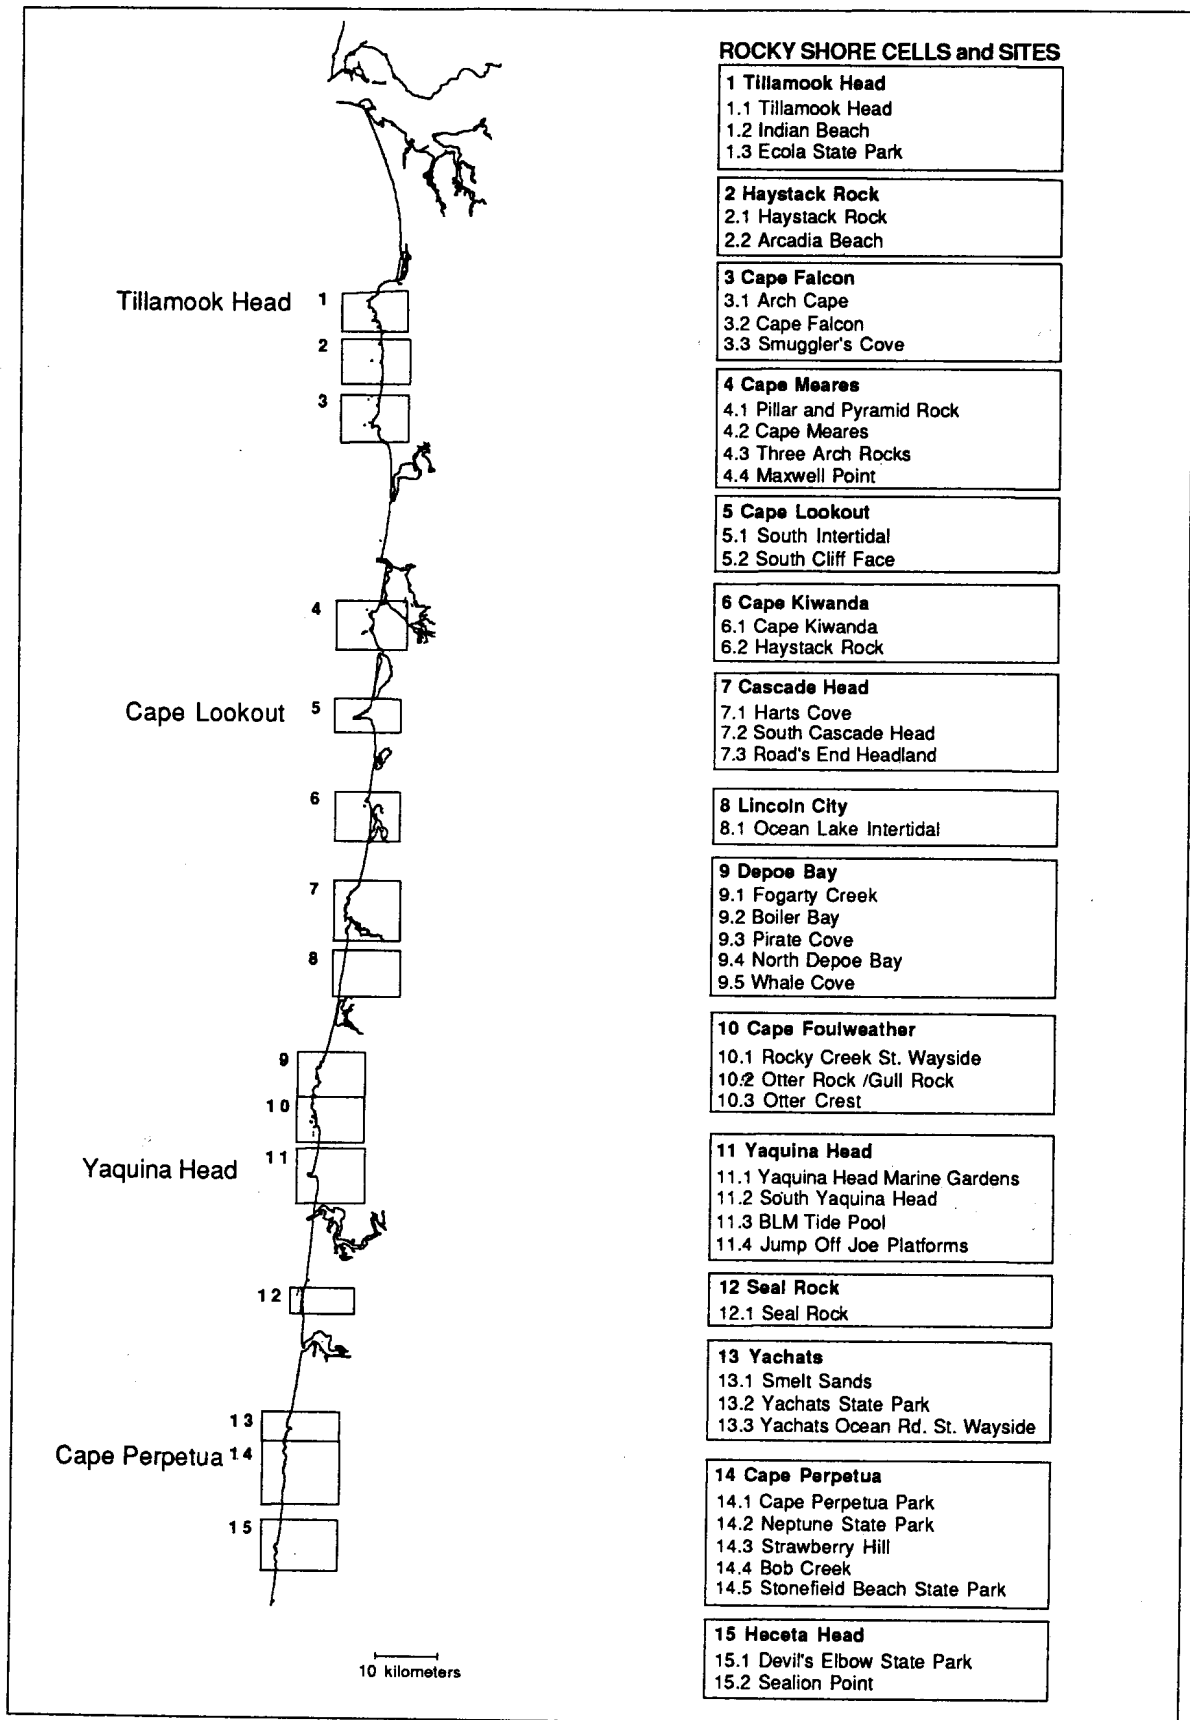 ROCKY SHORE CELLS and SITES
1 Tillamook Head
1.1 Tillamook Head
1.2 Indian Beach
1.3 Ecola State Park
2 Haystack Rock
2.1 Haystack Rock
2.2 Arcadia Beach
3 Cape Falcon
3.1 Arch Cape
3.2 Cape Falcon
3.3 Smuggler's Cove
4 Cape Meares
4.1 Pillar and Pyramid Rock
4.2 Cape Meares
4.3 Three Arch Rocks
4.4 Maxwell Point
5 Cape Lookout
5.1 South Intertidal
5.2 South Cliff Face
6 Cape Kiwanda
6.1 Cape Kiwanda
6.2 Haystack Rock
7 Cascade Head
7.1 Harts Cove
7.2 South Cascade Head
7.3 Road's End Headland
8 Lincoln City
8.1 Ocean Lake Intertidal
9 Depoe Bay
9.1 Fogarty Creek
9.2 Boiler Bay
9.3 Pirate Cove
9.4 North Depoe Bay
9.5 Whale Cove
10 Cape Foulweather
10.1 Rocky Creek St. Wayside
10.2 Otter Rock /Gull Rock
10.3 Otter Crest
11 Yaquina Head
11.1 Yaquina Head Marine Gardens
11.2 South Yaquina Head
11.3 BLM Tide Pool
11.4 Jump Off Joe Platforms
12 Seal Rock
12.1 Seal Rock
13 Yachats
13.1 Smelt Sands
13.2 Yachats State Park
13.3 Yachats Ocean Rd. St. Wayside
14 Cape Perpetua
14.1 Cape Perpetua Park
14.2 Neptune State Park
14.3 Strawberry Hill
14.4 Bob Creek
14.5 Stonefield Beach State Park
15 Heceta Head
15.1 Devil's Elbow State Park
15.2 Sealion Point
Tillamook Head 1
2
3
4
Cape Lookout 5
6
7
8
9
10
Yaquina Head 11
12
13
Cape Perpetua 14
15
10 kilometers